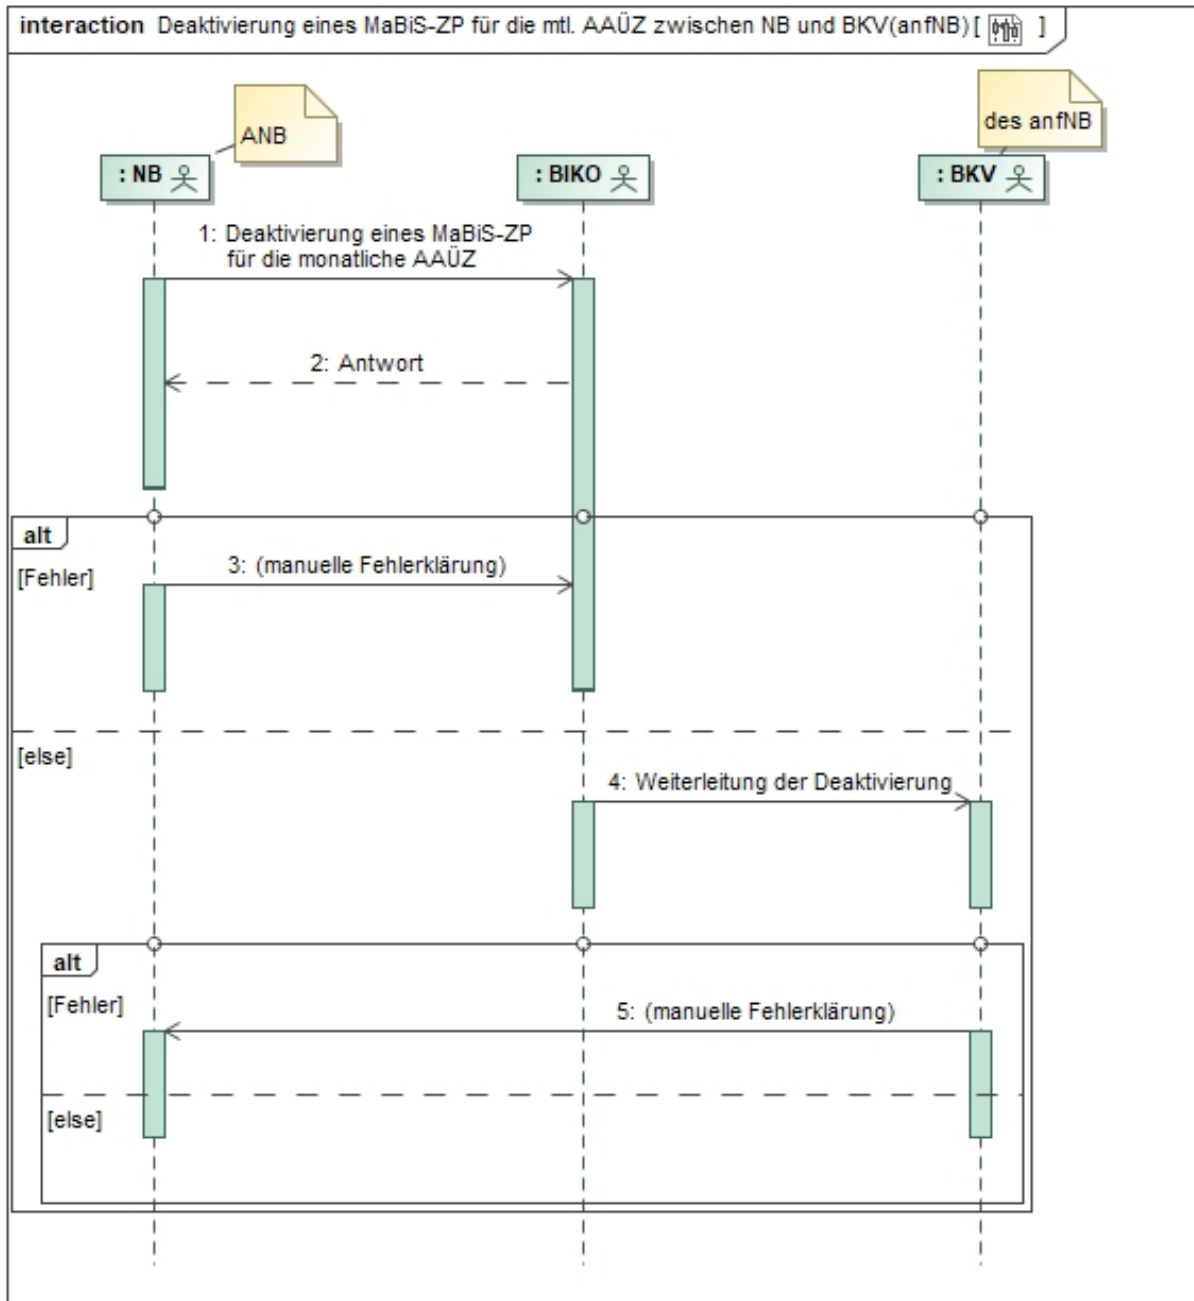 interaction Deaktivierung eines MaBiS-ZP für die mtl. AAÜZ zwischen NB und BKV(anfNB) [ ]
ANB
des anfNB
: NB
: BIKO
: BKV
1: Deaktivierung eines MaBiS-ZP
für die monatliche AAÜZ
2: Antwort
alt
[Fehler]
3: (manuelle Fehlerklärung)
[else]
4: Weiterleitung der Deaktivierung
alt
[Fehler]
5: (manuelle Fehlerklärung)
[else]